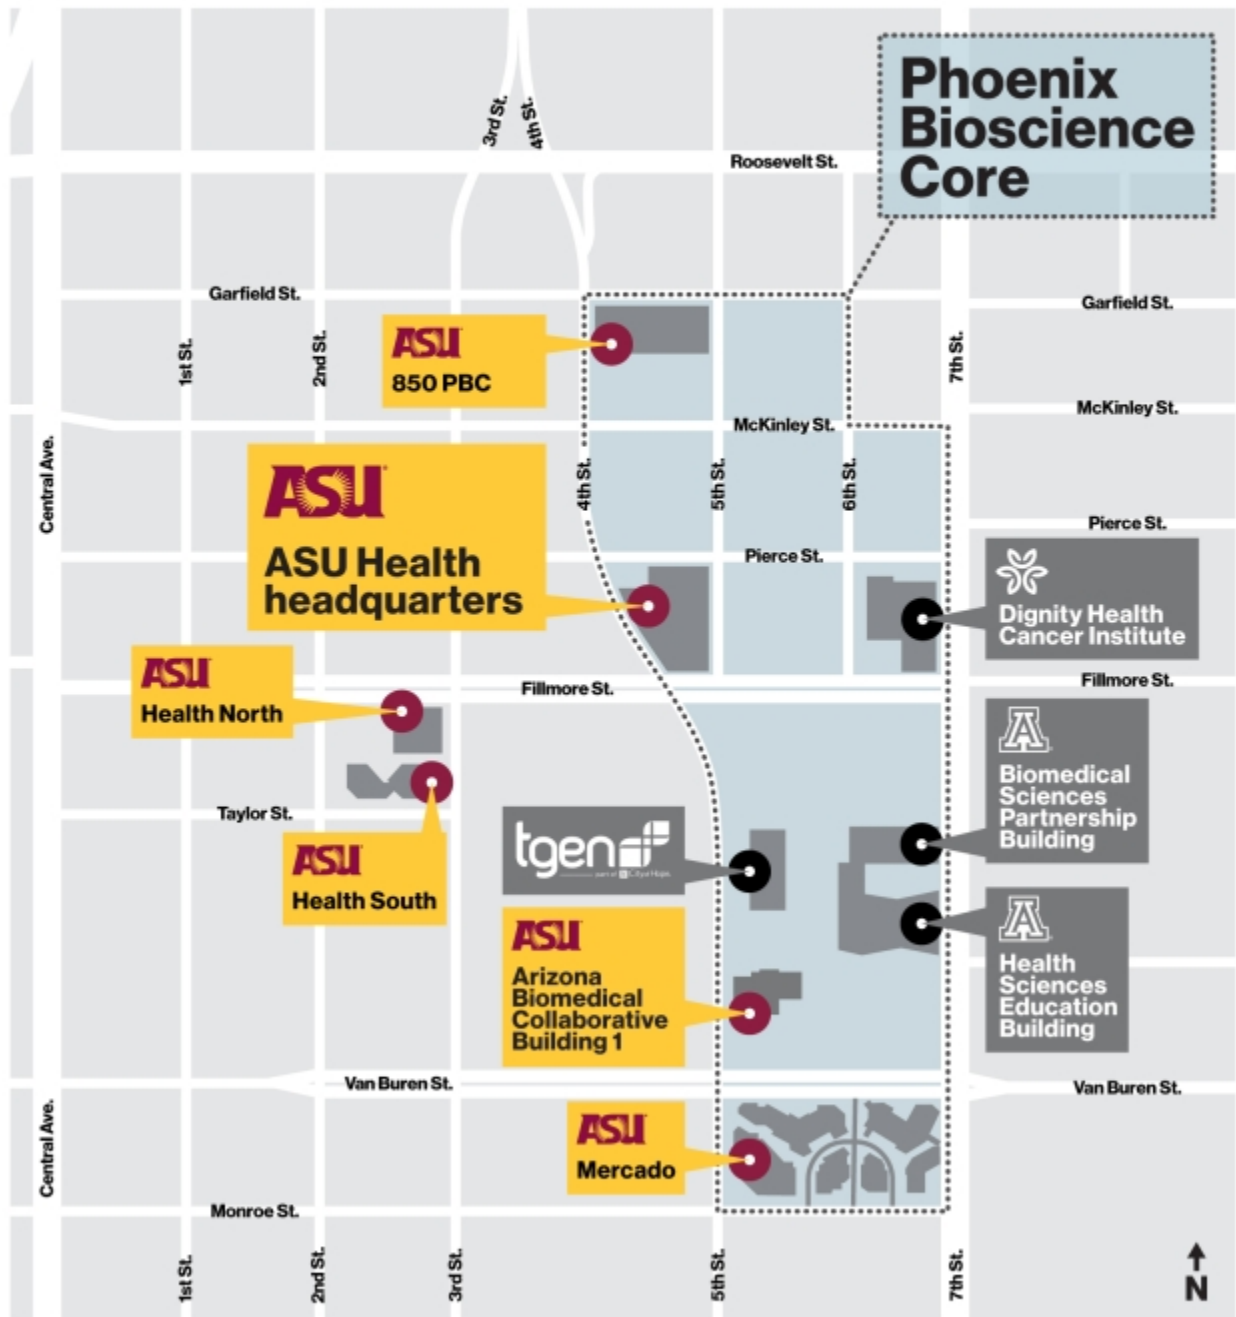 Phoenix
Bioscience
Core
3rd St.
4th St.
Roosevelt St.
Garfield St.
Garfield St.
1st St.
2nd St.
7th St.
ASU
850 PBC
McKinley St.
McKinley St.
Central Ave.
4th St.
5th St.
6th St.
ASU
ASU Health
headquarters
Pierce St.
Pierce St.
Dignity Health
Cancer Institute
ASU
Health North
Fillmore St.
Fillmore St.
A
Biomedical
Sciences
Partnership
Building
Taylor St.
ASU
Health South
tgen
part of City of Hope
ASU
Arizona
Biomedical
Collaborative
Building 1
A
Health
Sciences
Education
Building
Van Buren St.
Van Buren St.
Central Ave.
ASU
Mercado
Monroe St.
1st St.
2nd St.
3rd St.
5th St.
7th St.
N